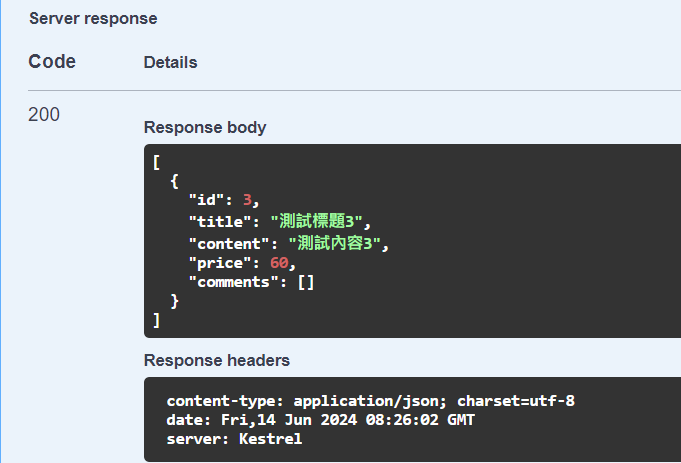 Server response
Code Details
200
Response body
[
  {
    "id": 3,
    "title": "測試標題3",
    "content": "測試內容3",
    "price": 60,
    "comments": []
  }
]
Response headers
content-type: application/json; charset=utf-8
date: Fri,14 Jun 2024 08:26:02 GMT
server: Kestrel